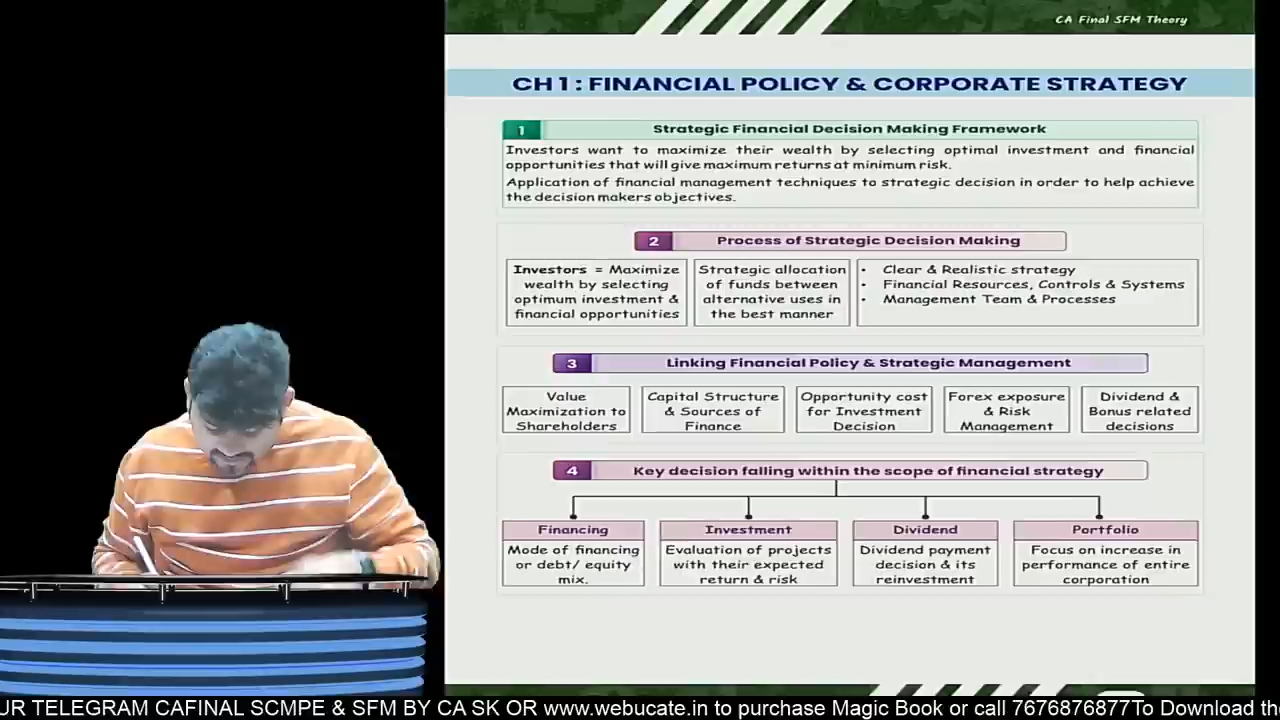 CA Final SFM Theory
CH 1 : FINANCIAL POLICY & CORPORATE STRATEGY
1
Strategic Financial Decision Making Framework
Investors want to maximize their wealth by selecting optimal investment and financial
opportunities that will give maximum returns at minimum risk.
Application of financial management techniques to strategic decision in order to help achieve
the decision makers objectives.
2
Process of Strategic Decision Making
Investors = Maximize
wealth by selecting
optimum investment &
financial opportunities
Strategic allocation
of funds between
alternative uses in
the best manner
• Clear & Realistic strategy
• Financial Resources, Controls & Systems
• Management Team & Processes
3
Linking Financial Policy & Strategic Management
Value
Maximization to
Shareholders
Capital Structure
& Sources of
Finance
Opportunity cost
for Investment
Decision
Forex exposure
& Risk
Management
Dividend &
Bonus related
decisions
4
Key decision falling within the scope of financial strategy
Financing
Mode of financing
or debt/ equity
mix.
Investment
Evaluation of projects
with their expected
return & risk
Dividend
Dividend payment
decision & its
reinvestment
Portfolio
Focus on increase in
performance of entire
corporation
UR TELEGRAM CAFINAL SCMPE & SFM BY CA SK OR www.webucate.in to purchase Magic Book or call 7676876877To Download the